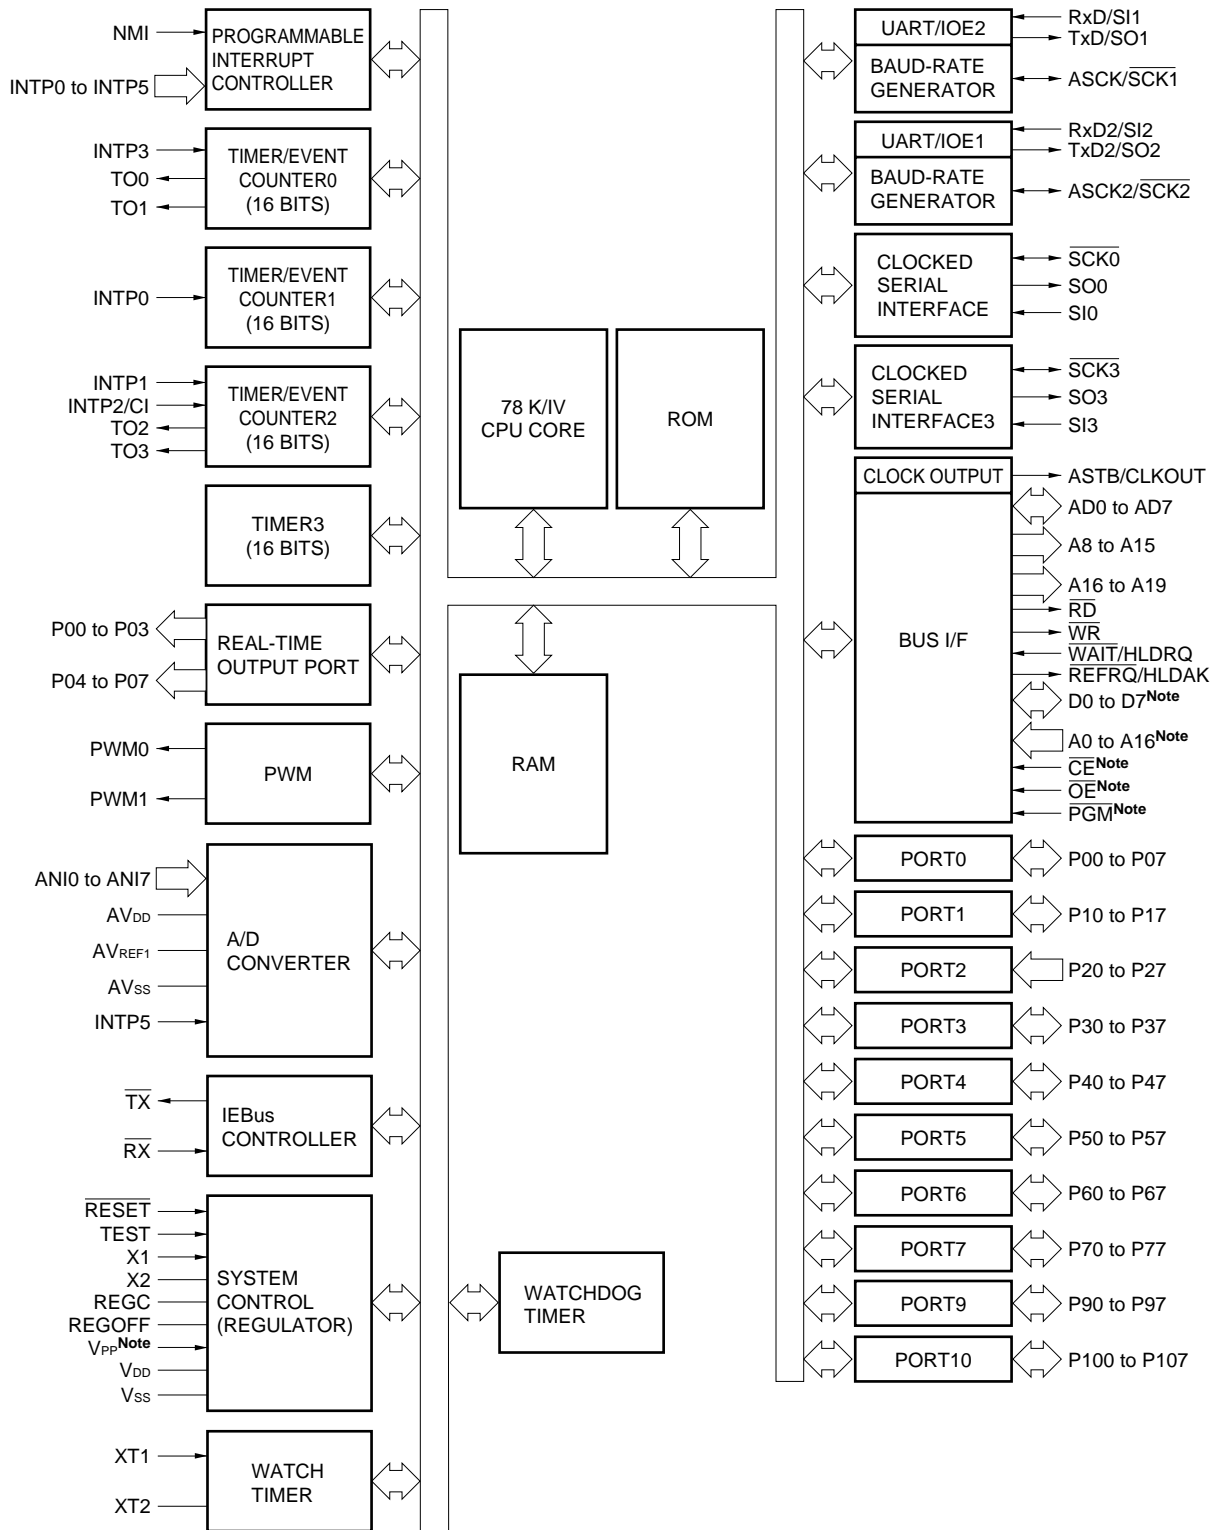 NMI
INTP0 to INTP5
PROGRAMMABLE
INTERRUPT
CONTROLLER
INTP3
TO0
TO1
TIMER/EVENT
COUNTER0
(16 BITS)
INTP0
TIMER/EVENT
COUNTER1
(16 BITS)
INTP1
INTP2/CI
TO2
TO3
TIMER/EVENT
COUNTER2
(16 BITS)
TIMER3
(16 BITS)
P00 to P03
P04 to P07
REAL-TIME
OUTPUT PORT
PWM0
PWM1
PWM
ANI0 to ANI7
AVDD
AVREF1
AVSS
INTP5
A/D
CONVERTER
TX
RX
IEBus
CONTROLLER
RESET
TEST
X1
X2
REGC
REGOFF
VPPNote
VDD
VSS
SYSTEM
CONTROL
(REGULATOR)
XT1
XT2
WATCH
TIMER
78 K/IV
CPU CORE
ROM
RAM
WATCHDOG
TIMER
UART/IOE2
BAUD-RATE
GENERATOR
RxD/SI1
TxD/SO1
ASCK/SCK1
UART/IOE1
BAUD-RATE
GENERATOR
RxD2/SI2
TxD2/SO2
ASCK2/SCK2
CLOCKED
SERIAL
INTERFACE
SCK0
SO0
SI0
CLOCKED
SERIAL
INTERFACE3
SCK3
SO3
SI3
CLOCK OUTPUT
ASTB/CLKOUT
BUS I/F
AD0 to AD7
A8 to A15
A16 to A19
RD
WR
WAIT/HLDRQ
REFRQ/HLDAK
D0 to D7Note
A0 to A16Note
CENote
OENote
PGMNote
PORT0
P00 to P07
PORT1
P10 to P17
PORT2
P20 to P27
PORT3
P30 to P37
PORT4
P40 to P47
PORT5
P50 to P57
PORT6
P60 to P67
PORT7
P70 to P77
PORT9
P90 to P97
PORT10
P100 to P107